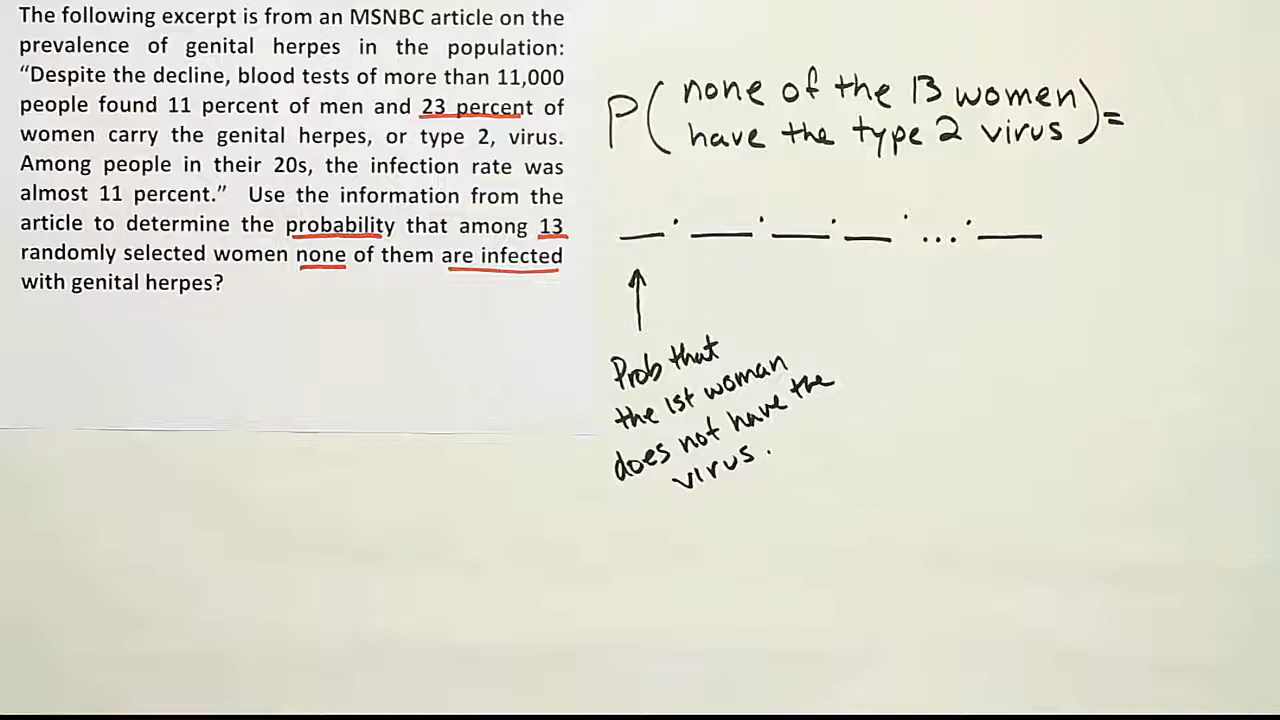 The following excerpt is from an MSNBC article on the
prevalence of genital herpes in the population:
“Despite the decline, blood tests of more than 11,000
people found 11 percent of men and 23 percent of
women carry the genital herpes, or type 2, virus.
Among people in their 20s, the infection rate was
almost 11 percent.” Use the information from the
article to determine the probability that among 13
randomly selected women none of them are infected
with genital herpes?
P( none of the 13 women
have the type 2 virus ) =
__ · __ · __ · __ · ... · __
Prob that
the 1st woman
does not have the
virus.